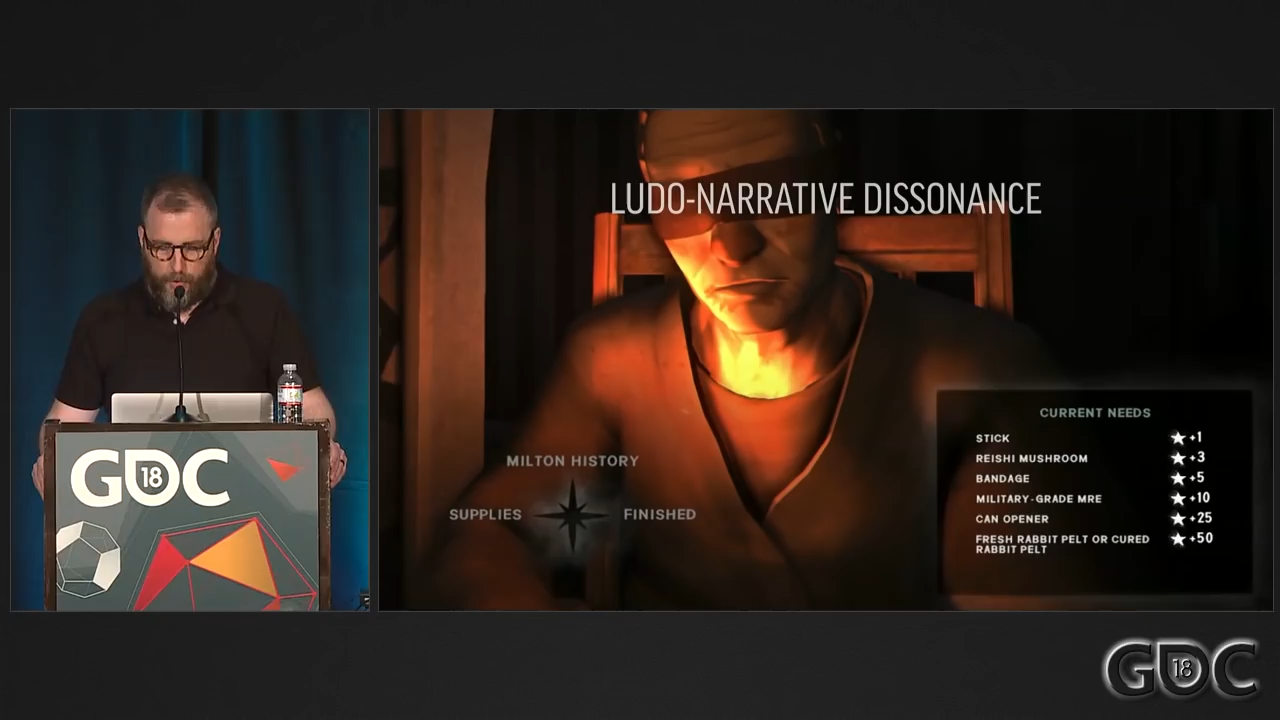 LUDO-NARRATIVE DISSONANCE
MILTON HISTORY
SUPPLIES
FINISHED
CURRENT NEEDS
STICK ★ +1
REISHI MUSHROOM ★ +3
BANDAGE ★ +5
MILITARY-GRADE MRE ★ +10
CAN OPENER ★ +25
FRESH RABBIT PELT OR CURED ★ +50
RABBIT PELT
GDC 18
GDC 18